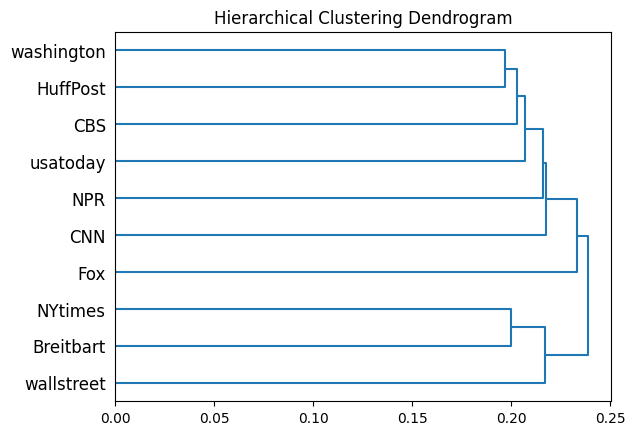 Hierarchical Clustering Dendrogram
washington
HuffPost
CBS
usatoday
NPR
CNN
Fox
NYtimes
Breitbart
wallstreet
0.00 0.05 0.10 0.15 0.20 0.25